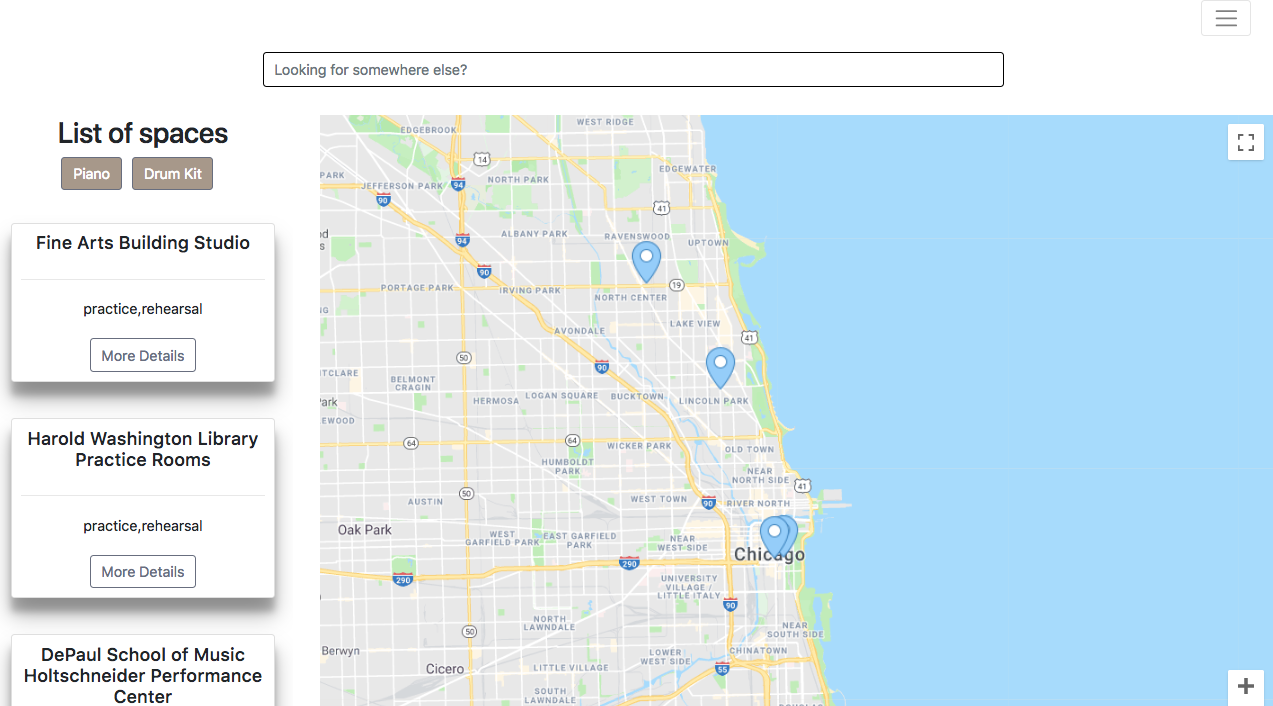 Looking for somewhere else?
List of spaces
Piano
Drum Kit
Fine Arts Building Studio
practice,rehearsal
More Details
Harold Washington Library
Practice Rooms
practice,rehearsal
More Details
DePaul School of Music
Holtschneider Performance
Center
WEST RIDGE
EDGEBROOK
14
EDGEWATER
PARK
JEFFERSON PARK
94
NORTH PARK
90
41
ALBANY PARK
RAVENSWOOD
UPTOWN
94
90
PORTAGE PARK
IRVING PARK
19
NORTH CENTER
LAKE VIEW
AVONDALE
41
50
90
BELMONT
CRAGIN
HERMOSA
LOGAN SQUARE
BUCKTOWN
LINCOLN PARK
64
64
WICKER PARK
OLD TOWN
HUMBOLT
PARK
NEAR
NORTH SIDE
41
50
AUSTIN
WEST TOWN
90
RIVER NORTH
Oak Park
WEST
GARFIELD PARK
EAST GARFIELD
PARK
NEAR
WEST SIDE
Chicago
290
290
UNIVERSITY
VILLAGE /
LITTLE ITALY
90
NORTH
LAWNDALE
NEAR
SOUTH SIDE
50
Berwyn
Cicero
LITTLE VILLAGE
LOWER
WEST SIDE
CHINATOWN
55
SOUTH
LAWNDALE